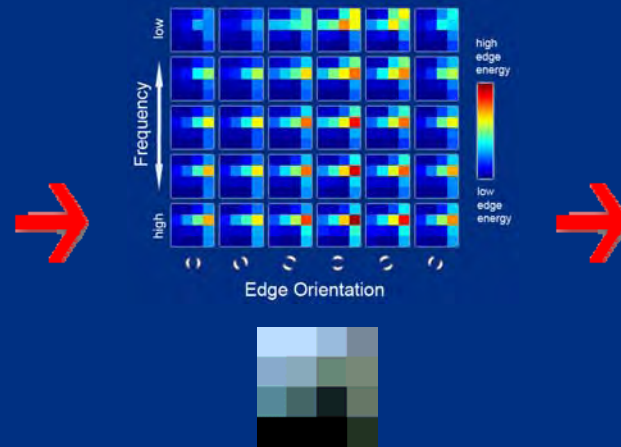 low
Frequency
high
high
edge
energy
low
edge
energy
Edge Orientation